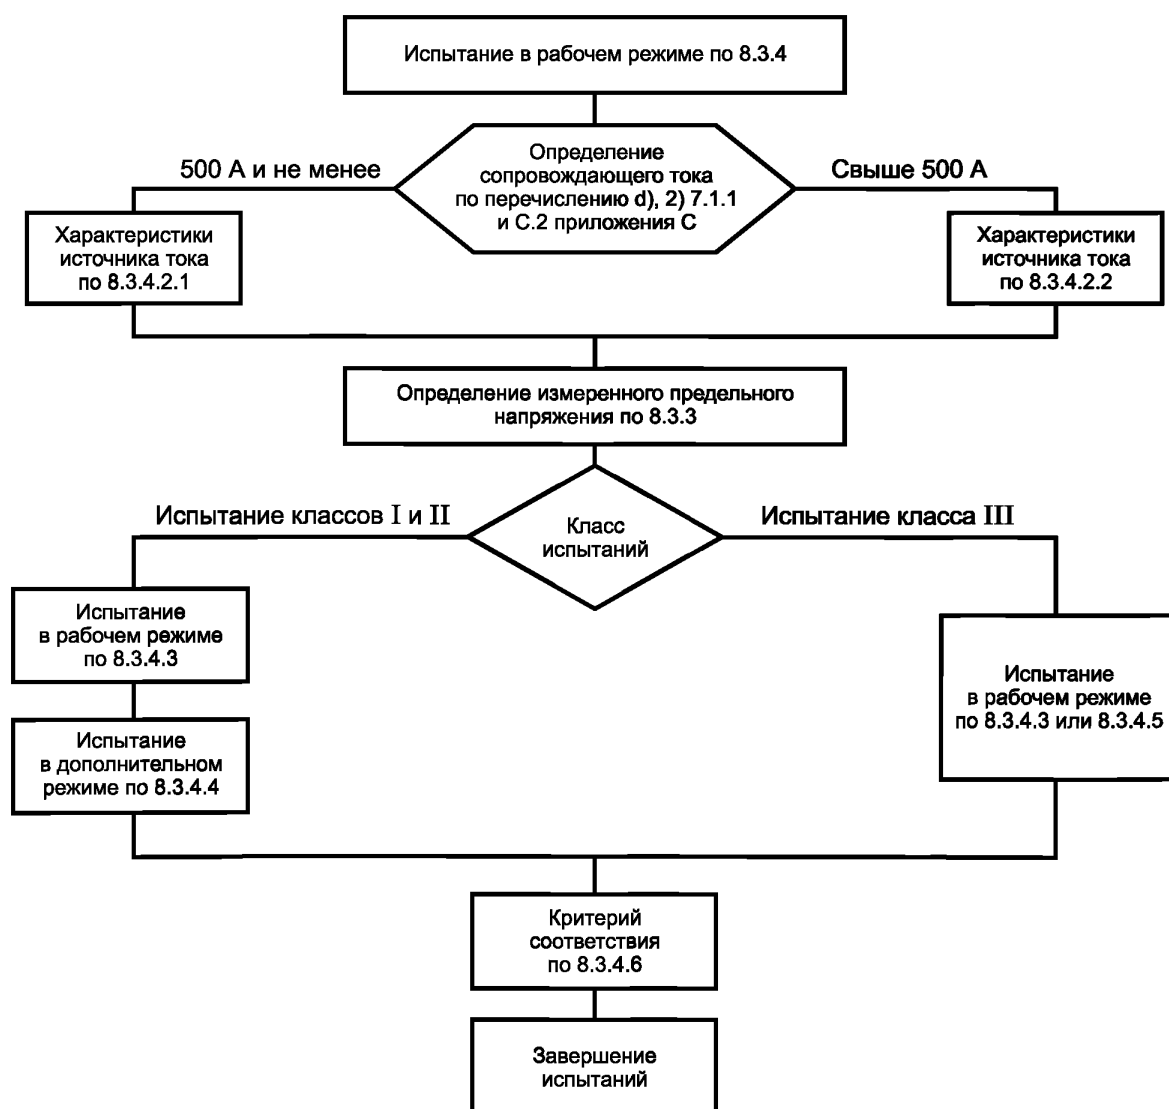 Испытание в рабочем режиме по 8.3.4
500 А и не менее
Определение
сопровождающего тока
по перечислению d), 2) 7.1.1
и С.2 приложения С
Свыше 500 А
Характеристики
источника тока
по 8.3.4.2.1
Характеристики
источника тока
по 8.3.4.2.2
Определение измеренного предельного
напряжения по 8.3.3
Испытание классов I и II
Класс
испытаний
Испытание класса III
Испытание
в рабочем режиме
по 8.3.4.3
Испытание
в дополнительном
режиме по 8.3.4.4
Испытание
в рабочем режиме
по 8.3.4.3 или 8.3.4.5
Критерий
соответствия
по 8.3.4.6
Завершение
испытаний